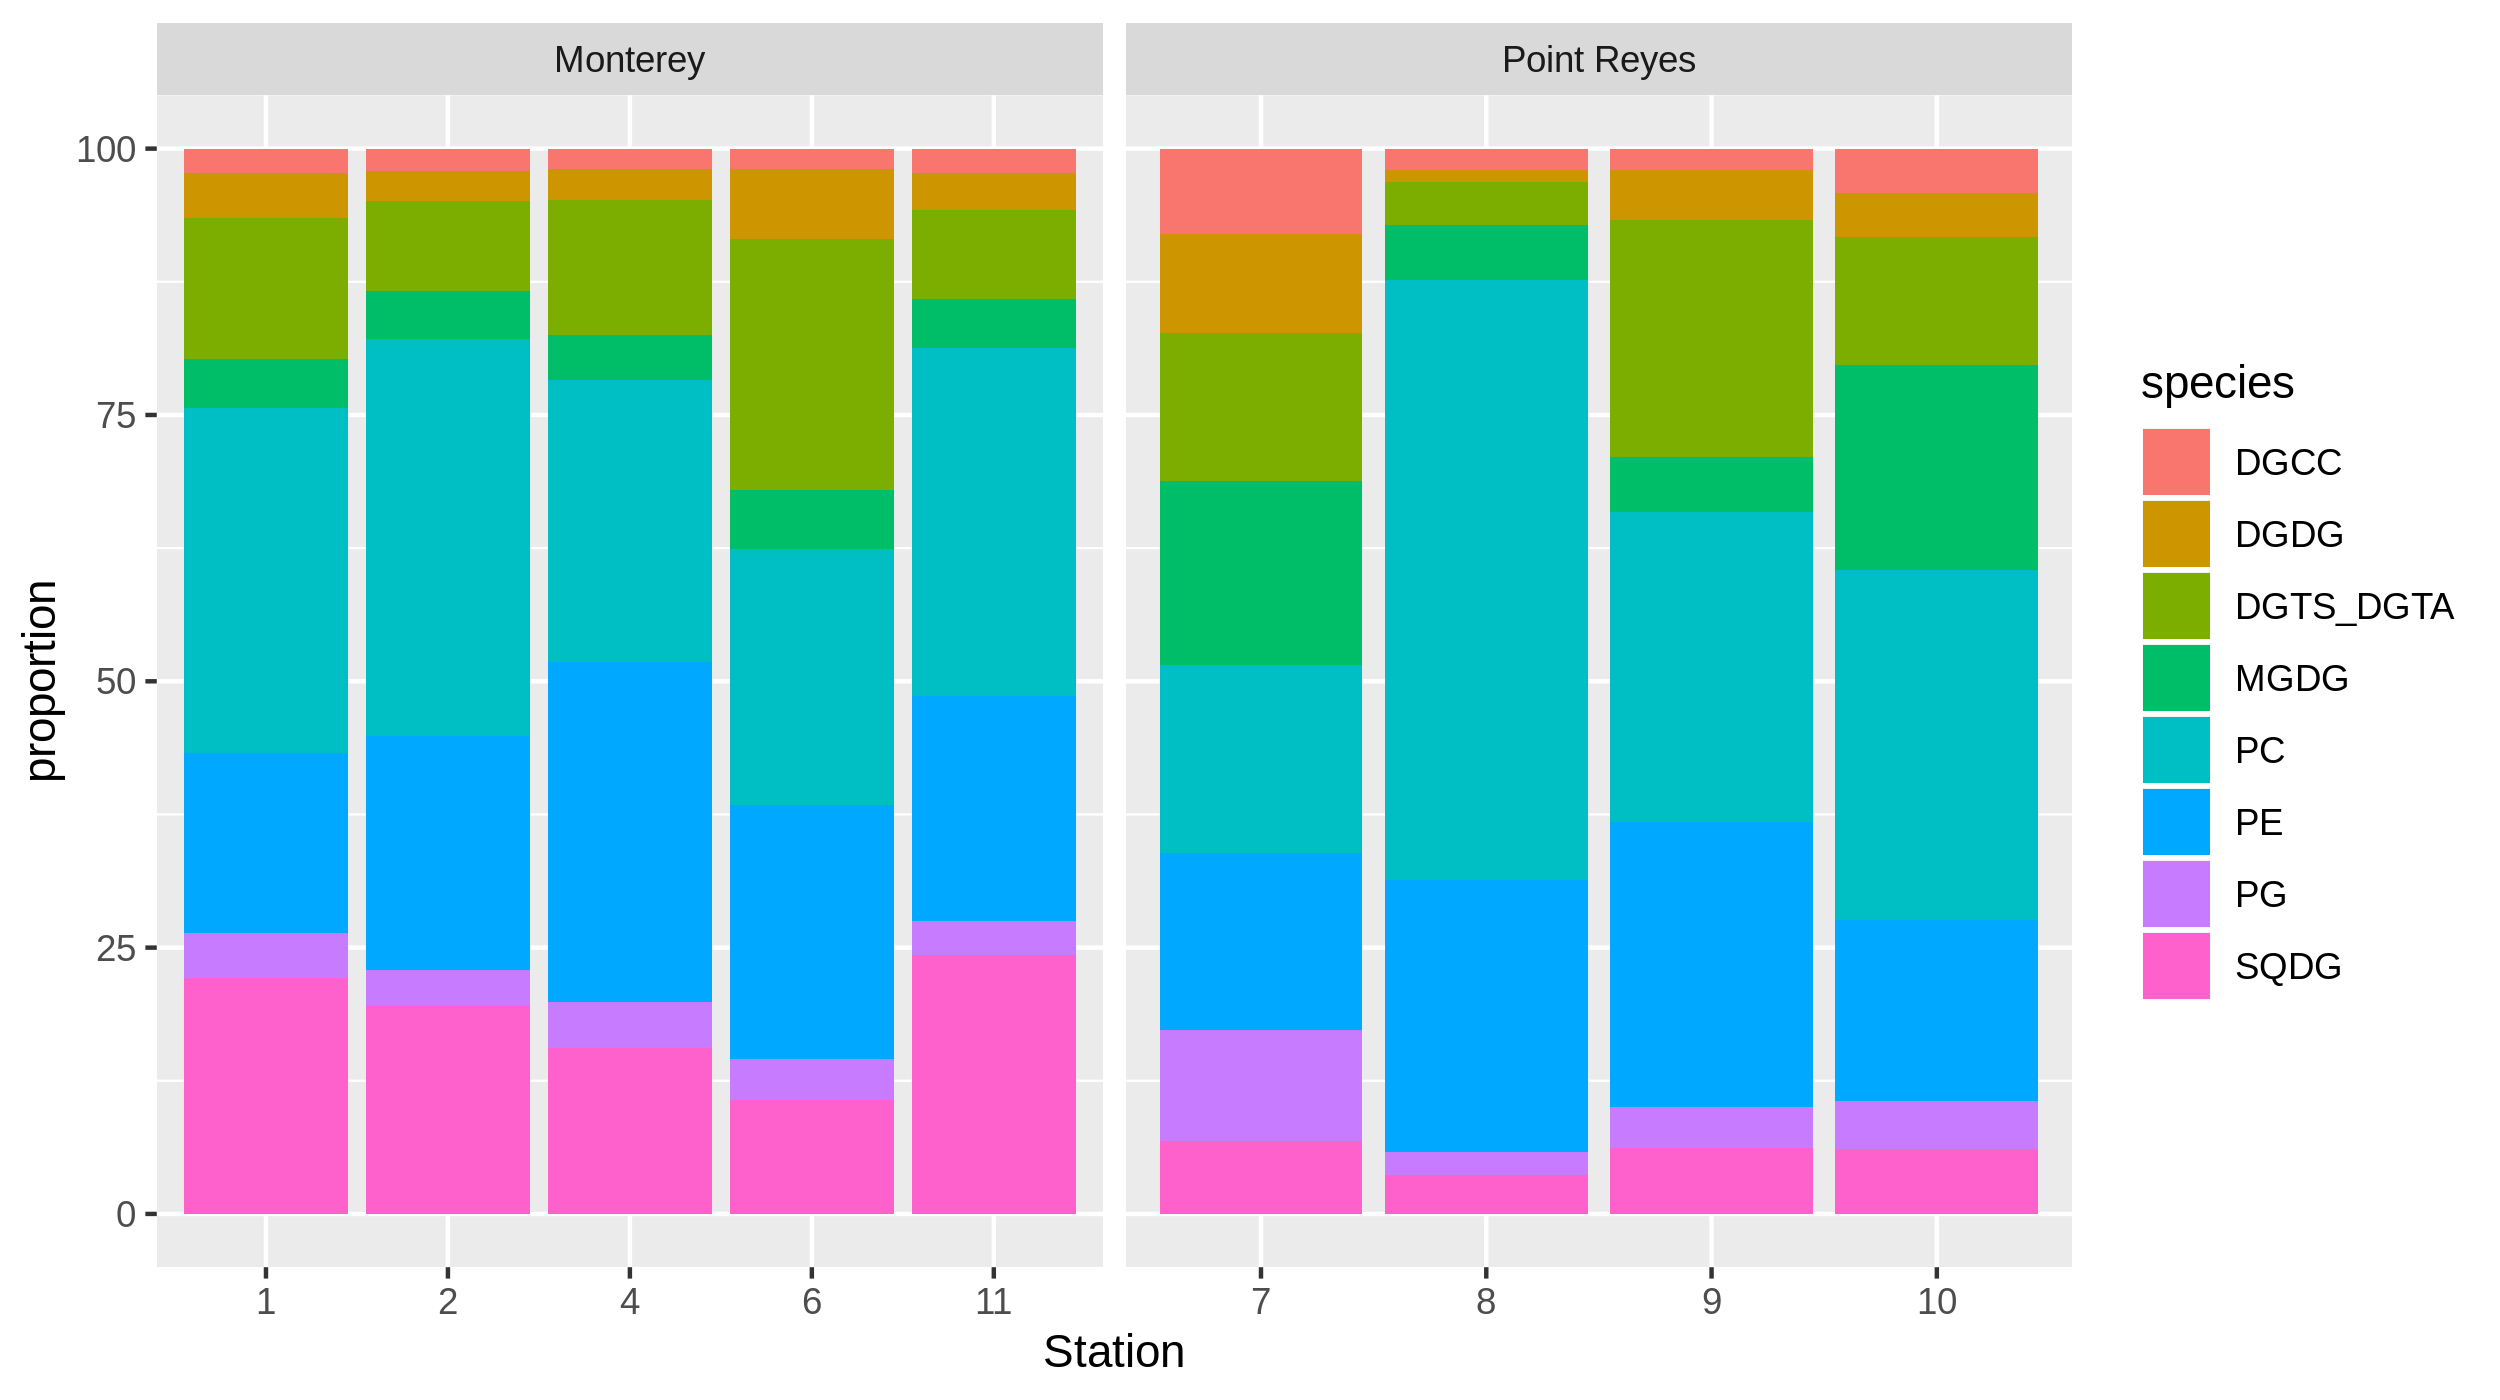 Monterey
Point Reyes
100
75
50
25
0
proportion
1 2 4 6 11
7 8 9 10
Station
species
DGCC
DGDG
DGTS_DGTA
MGDG
PC
PE
PG
SQDG